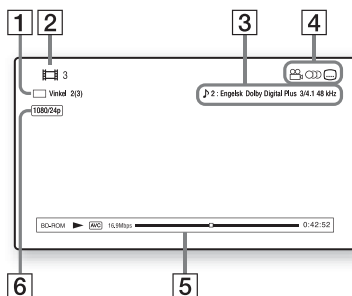 1 2 3 4
3
Vinkel 2(3)
♪ 2 : Engelsk Dolby Digital Plus 3/4.1 48 kHz
1080/24p
BD-ROM ▶ AVC 16.9Mbps 0:42:52
6 5